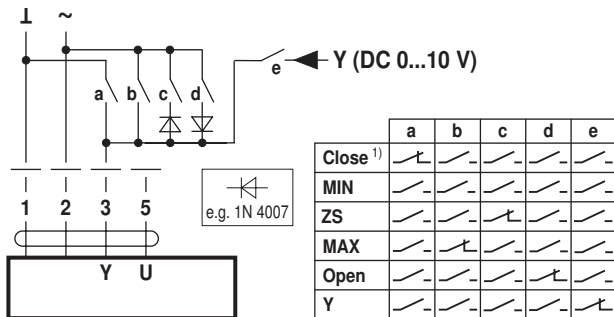 ⊥ ~
e Y (DC 0...10 V)
a b c d
1 2 3 5
e.g. 1N 4007
Y U
a b c d e
Close 1)
MIN
ZS
MAX
Open
Y